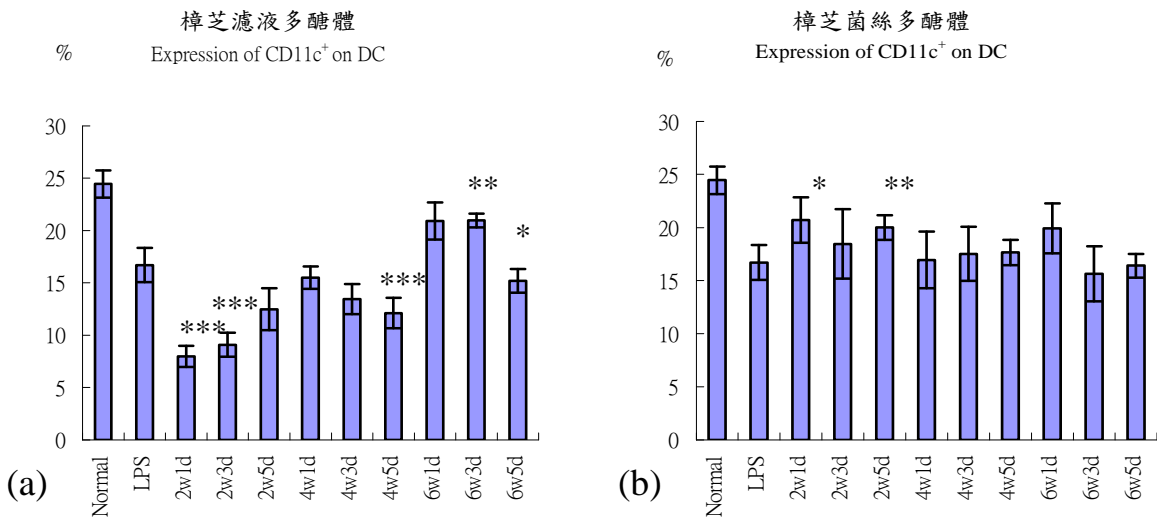 樟芝濾液多醣體
Expression of CD11c⁺ on DC
%
30
25
20
15
10
5
0
***
***
***
**
*
Normal
LPS
2w1d
2w3d
2w5d
4w1d
4w3d
4w5d
6w1d
6w3d
6w5d
(a)
樟芝菌絲多醣體
Expression of CD11c⁺ on DC
%
30
25
20
15
10
5
0
*
**
Normal
LPS
2w1d
2w3d
2w5d
4w1d
4w3d
4w5d
6w1d
6w3d
6w5d
(b)